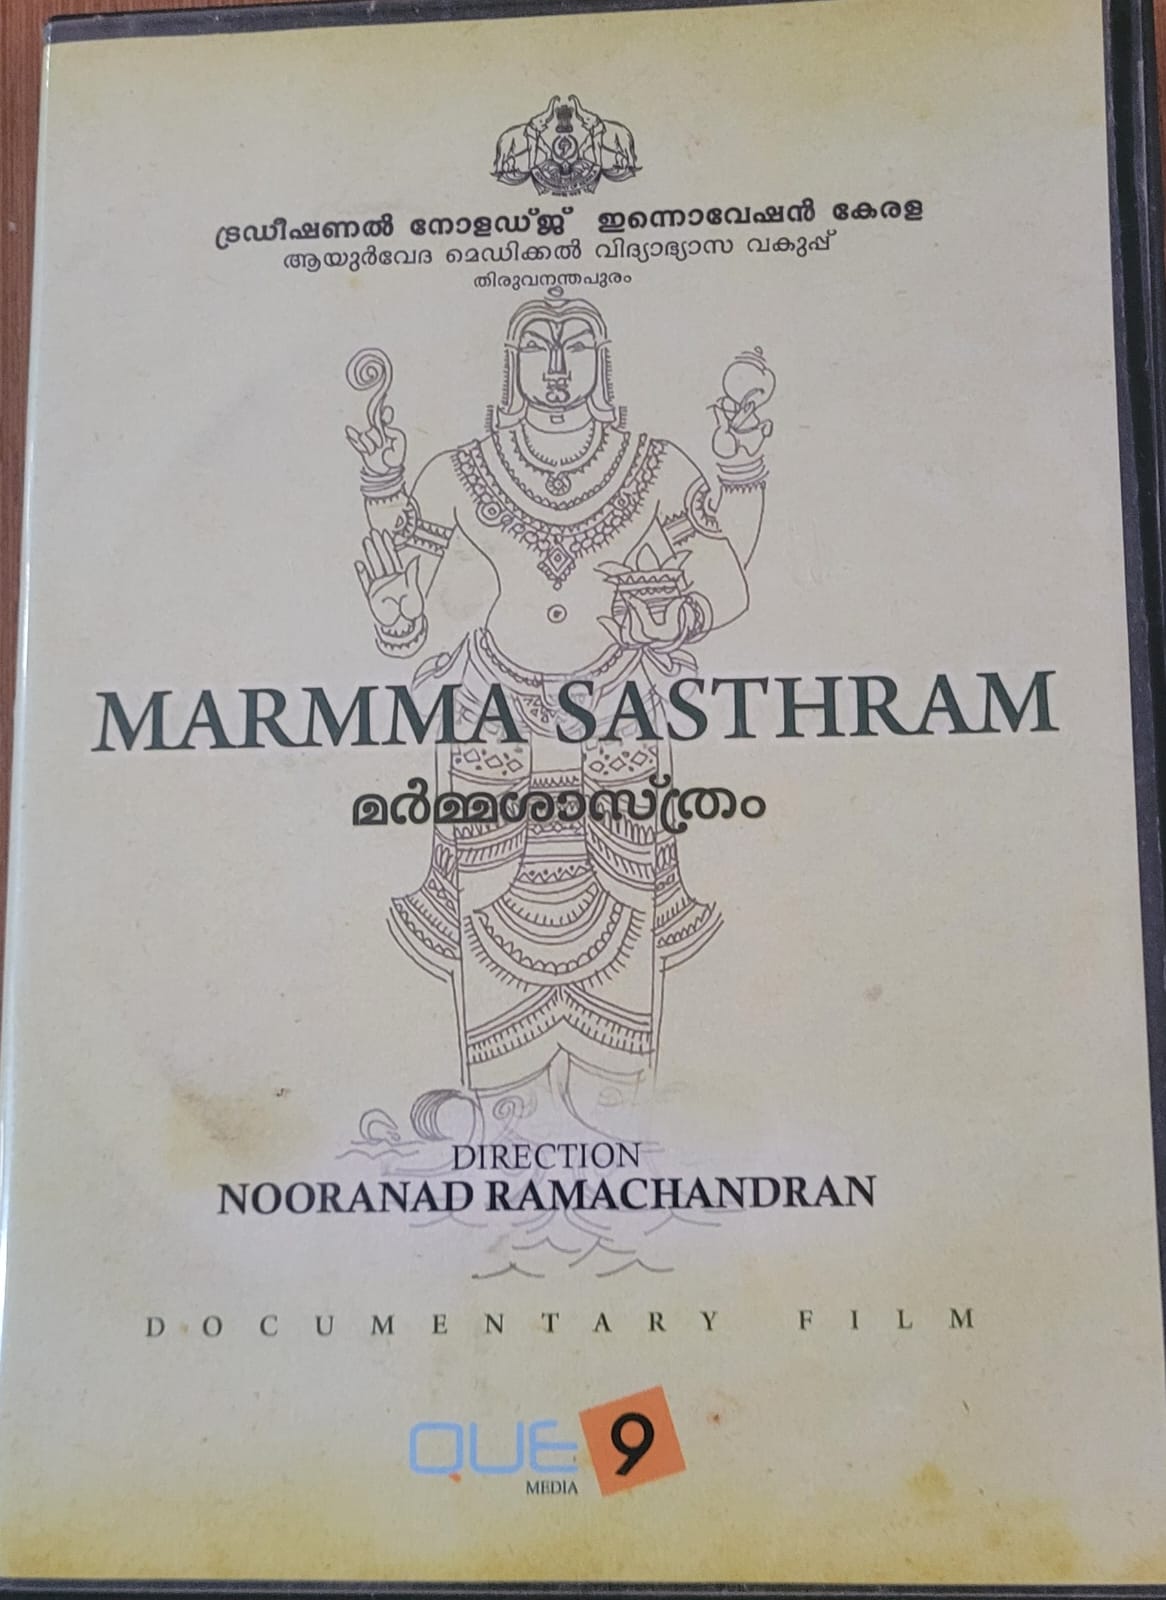 ട്രഡീഷണൽ നോളഡ്ജ് ഇന്നൊവേഷൻ കേരള
ആയുർവേദ മെഡിക്കൽ വിദ്യാഭ്യാസ വകുപ്പ്
തിരുവനന്തപുരം
MARMMA SASTHRAM
മർമ്മശാസ്ത്രം
DIRECTION
NOORANAD RAMACHANDRAN
DOCUMENTARY FILM
QUE 9
MEDIA